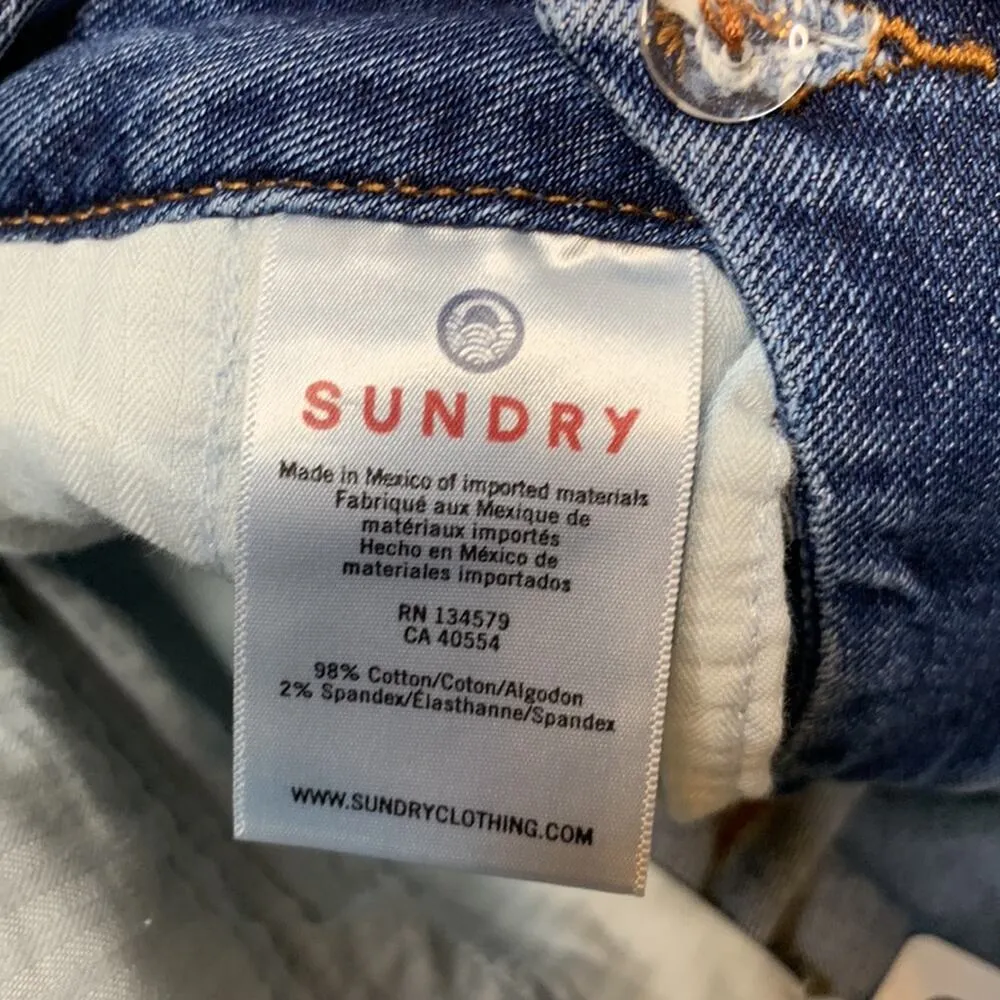 SUNDRY
Made in Mexico of imported materials
Fabriqué aux Mexique de
matériaux importés
Hecho en México de
materiales importados
RN 134579
CA 40554
98% Cotton/Coton/Algodon
2% Spandex/Élasthanne/Spandex
WWW.SUNDRYCLOTHING.COM